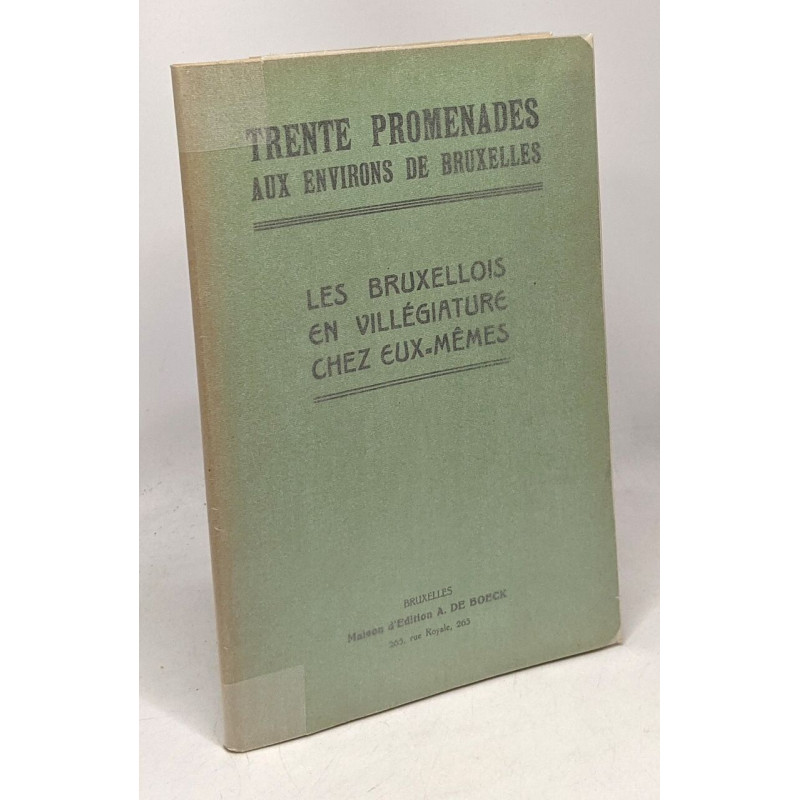 TRENTE PROMENADES
AUX ENVIRONS DE BRUXELLES
LES BRUXELLOIS
EN VILLÉGIATURE
CHEZ EUX-MÊMES
BRUXELLES
Maison d'Edition A. DE BOECK
265, rue Royale, 265